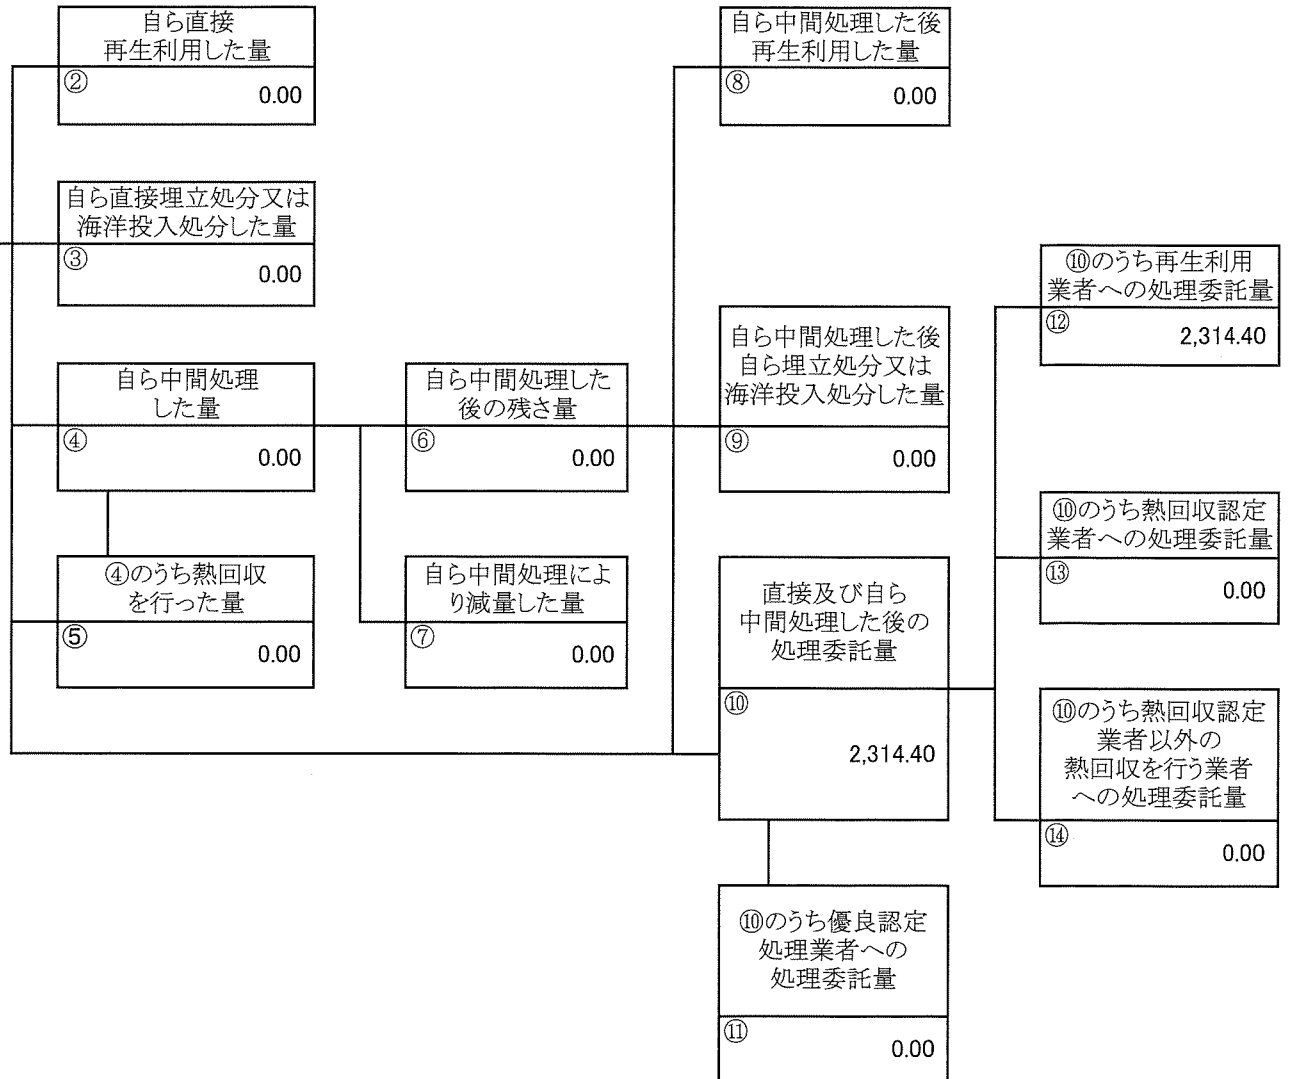 自ら直接
再生利用した量
②
0.00
自ら直接埋立処分又は
海洋投入処分した量
③
0.00
自ら中間処理
した量
④
0.00
④のうち熱回収
を行った量
⑤
0.00
自ら中間処理した
後の残さ量
⑥
0.00
自ら中間処理によ
り減量した量
⑦
0.00
自ら中間処理した後
再生利用した量
⑧
0.00
自ら中間処理した後
自ら埋立処分又は
海洋投入処分した量
⑨
0.00
直接及び自ら
中間処理した後の
処理委託量
⑩
2,314.40
⑩のうち優良認定
処理業者への
処理委託量
⑪
0.00
⑩のうち再生利用
業者への処理委託量
⑫
2,314.40
⑩のうち熱回収認定
業者への処理委託量
⑬
0.00
⑩のうち熱回収認定
業者以外の
熱回収を行う業者
への処理委託量
⑭
0.00